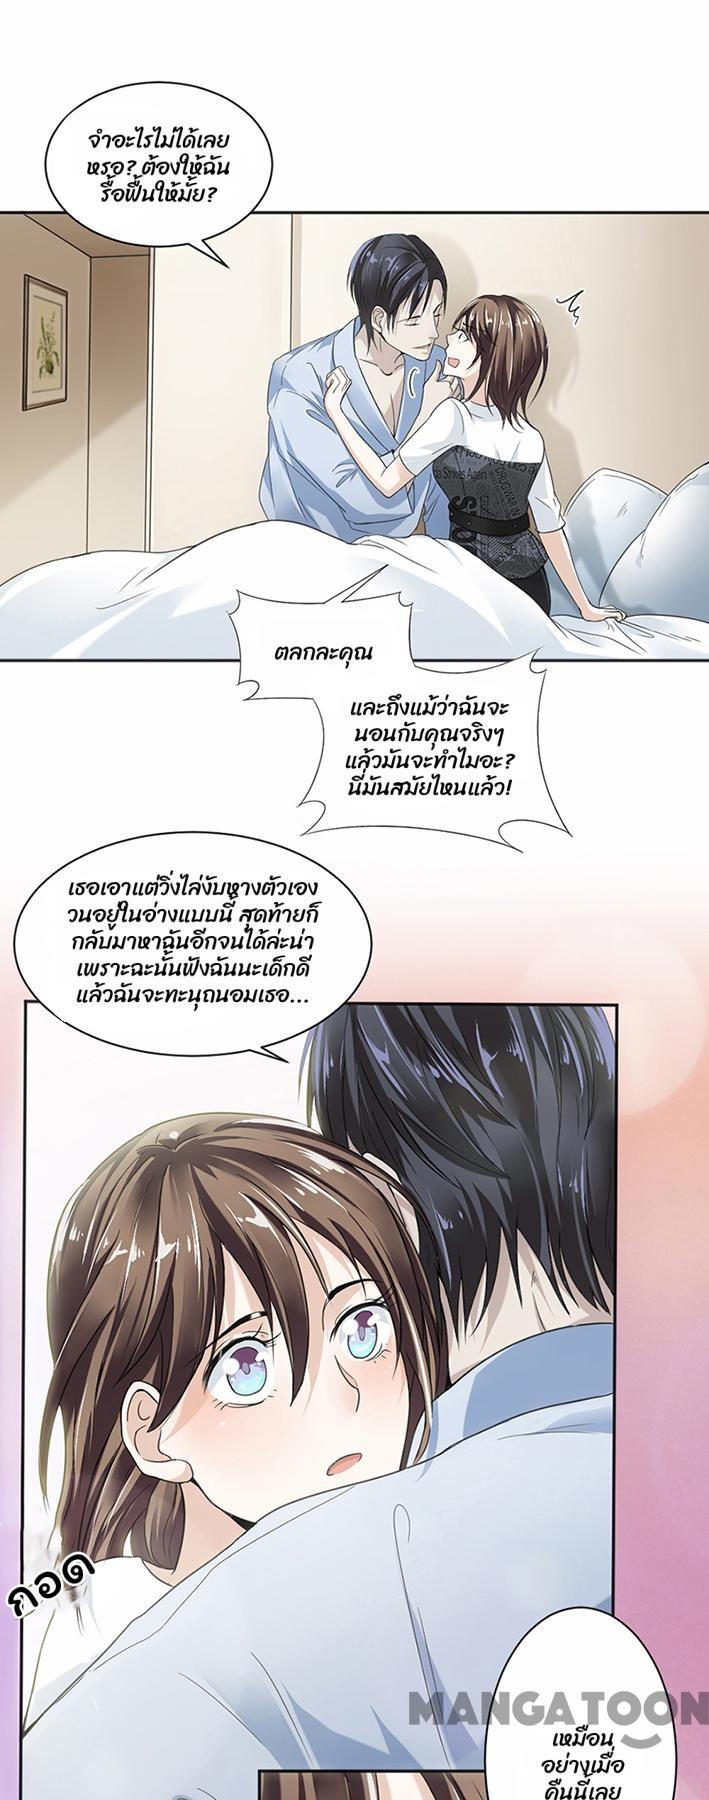 จำอะไรไม่ได้เลย
หรอ? ต้องให้ฉัน
รื้อฟื้นให้มั้ย?
Strikes Again
DRUGWAR
ตลกละคุณ
และถึงแม้ว่าฉันจะ
นอนกับคุณจริงๆ
แล้วมันจะทำไมอะ?
นี่มันสมัยไหนแล้ว!
เธอเอาแต่วิ่งไล่งับหางตัวเอง
วนอยู่ในอ่างแบบนี้ สุดท้ายก็
กลับมาหาฉันอีกจนได้ล่ะน่า
เพราะฉะนั้นฟังฉันนะเด็กดี
แล้วฉันจะทะนุถนอมเธอ...
กอด
MANGATOON
เหมือน
อย่างเมื่อ
คืนนี้เลย